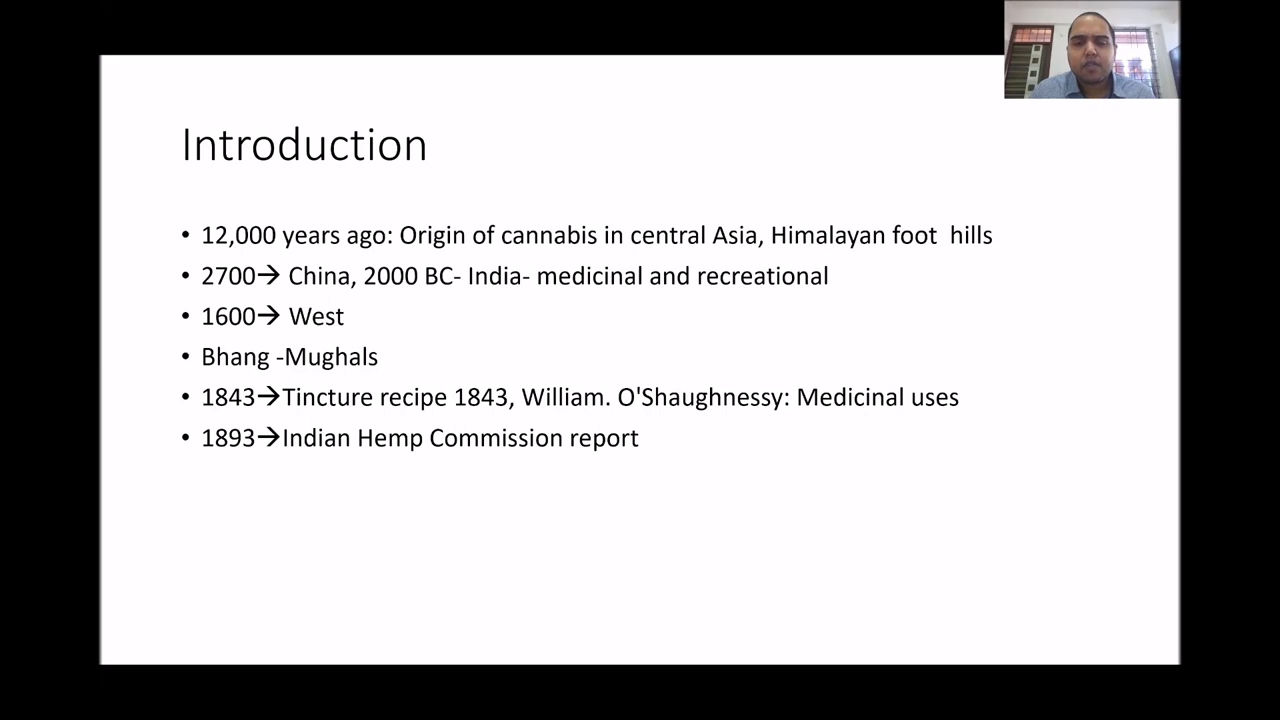 Introduction
• 12,000 years ago: Origin of cannabis in central Asia, Himalayan foot  hills
• 2700→ China, 2000 BC- India- medicinal and recreational
• 1600→ West
• Bhang -Mughals
• 1843→Tincture recipe 1843, William. O'Shaughnessy: Medicinal uses
• 1893→Indian Hemp Commission report